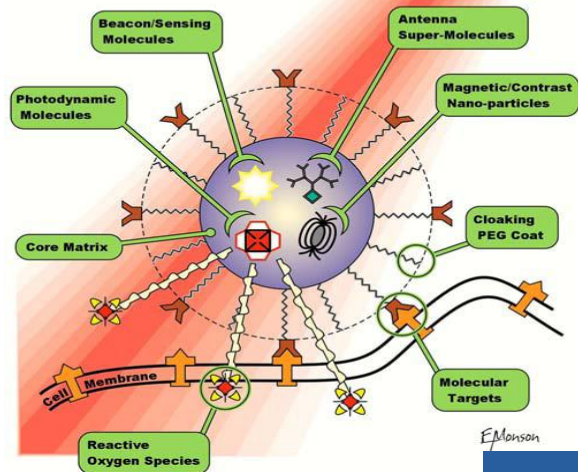 Beacon/Sensing
Molecules
Antenna
Super-Molecules
Photodynamic
Molecules
Magnetic/Contrast
Nano-particles
Core Matrix
Cloaking
PEG Coat
Cell Membrane
Molecular
Targets
Reactive
Oxygen Species
EMonson